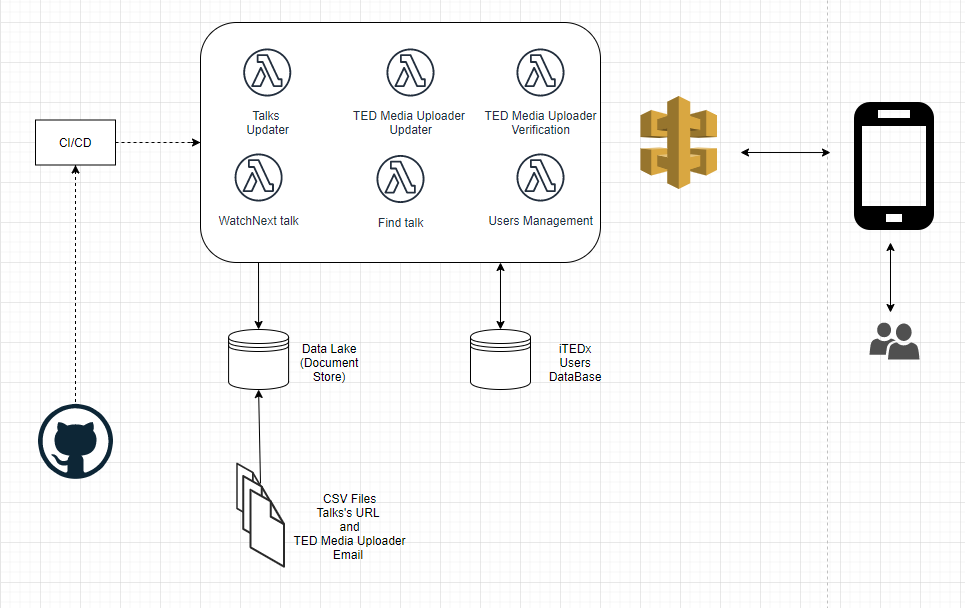 Talks
Updater
TED Media Uploader
Updater
TED Media Uploader
Verification
CI/CD
WatchNext talk
Find talk
Users Management
Data Lake
(Document
Store)
iTEDx
Users
DataBase
CSV Files
Talks's URL
and
TED Media Uploader
Email